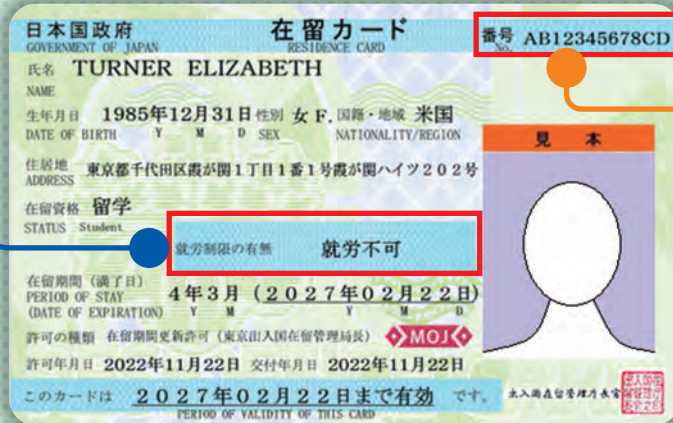 日本国政府 在留カード 番号 AB12345678CD
GOVERNMENT OF JAPAN RESIDENCE CARD No.
氏名 TURNER ELIZABETH
NAME
生年月日 1985年12月31日 性別 女 F. 国籍・地域 米国
DATE OF BIRTH Y M D SEX NATIONALITY/REGION
見本
住居地 東京都千代田区霞が関1丁目1番1号霞が関ハイツ202号
ADDRESS
在留資格 留学
STATUS Student
就労制限の有無 就労不可
在留期間(満了日) 4年3月(2027年02月22日)
PERIOD OF STAY
(DATE OF EXPIRATION) Y M Y M D
許可の種類 在留期間更新許可(東京出入国在留管理局長) MOJ
許可年月日 2022年11月22日 交付年月日 2022年11月22日
このカードは 2027年02月22日まで有効 です。
PERIOD OF VALIDITY OF THIS CARD
出入国在留管理庁長官